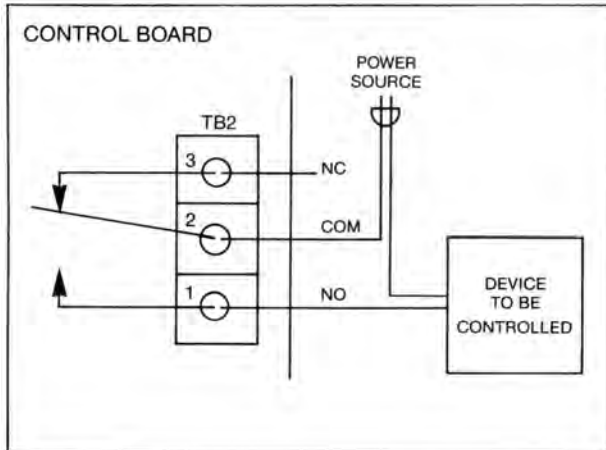 CONTROL BOARD
POWER
SOURCE
TB2
3
NC
2
COM
1
NO
DEVICE
TO BE
CONTROLLED